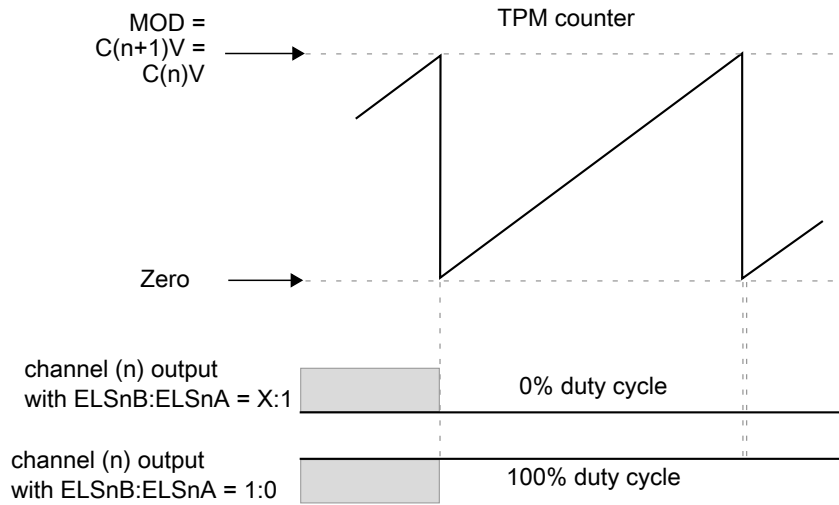 MOD =
C(n+1)V =
C(n)V
TPM counter
Zero
channel (n) output
with ELSnB:ELSnA = X:1
0% duty cycle
channel (n) output
with ELSnB:ELSnA = 1:0
100% duty cycle